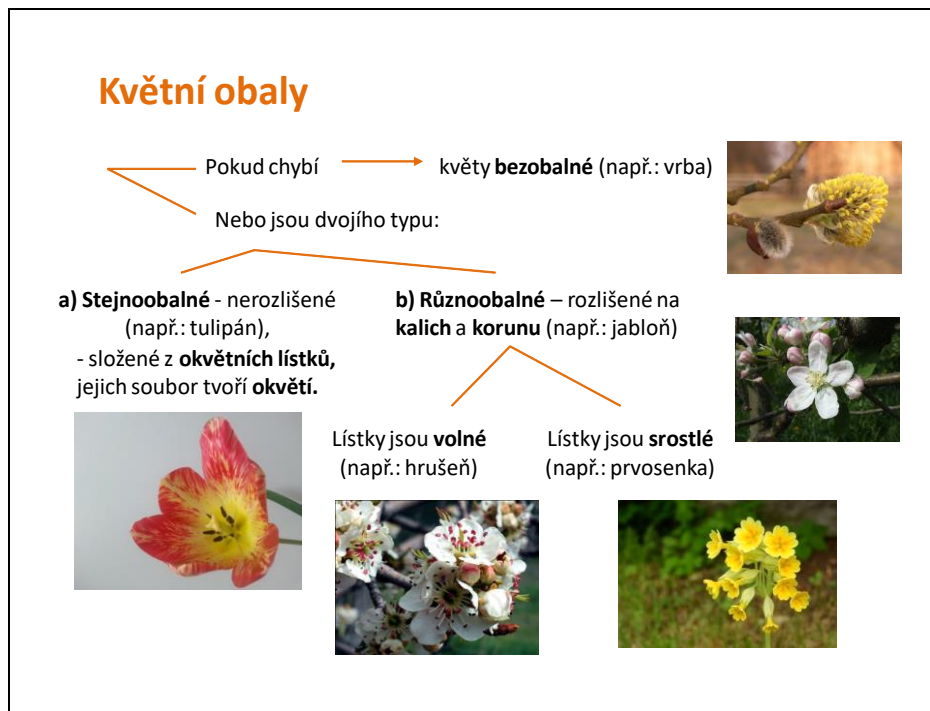 Květní obaly
Pokud chybí
květy bezobalné (např.: vrba)
Nebo jsou dvojího typu:
a) Stejnoobalné - nerozlišené
(např.: tulipán),
- složené z okvětních lístků,
jejich soubor tvoří okvětí.
b) Různoobalné – rozlišené na
kalich a korunu (např.: jabloň)
Lístky jsou volné
(např.: hrušeň)
Lístky jsou srostlé
(např.: prvosenka)